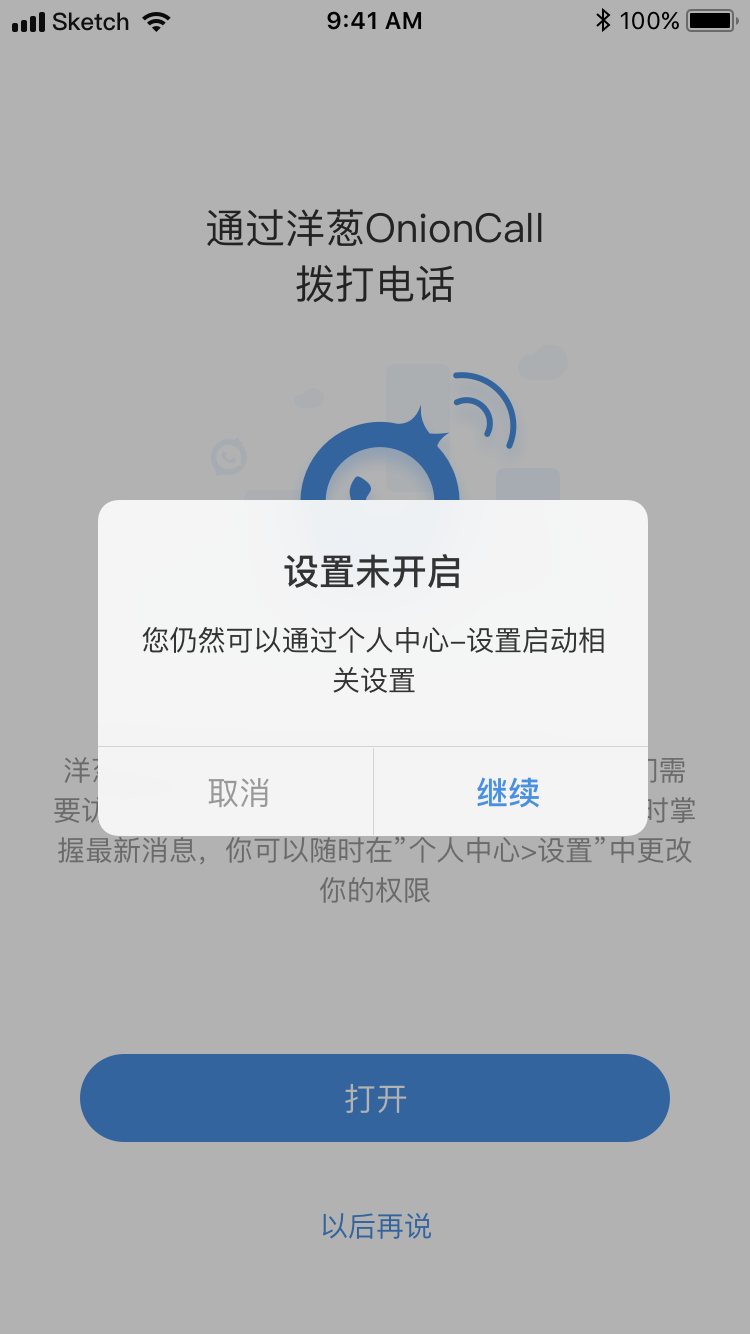 Sketch 9:41 AM 100%
通过洋葱OnionCall
拨打电话
设置未开启
您仍然可以通过个人中心–设置启动相
关设置
取消 继续
洋 需
要访 时掌
握最新消息，你可以随时在”个人中心>设置”中更改
你的权限
打开
以后再说